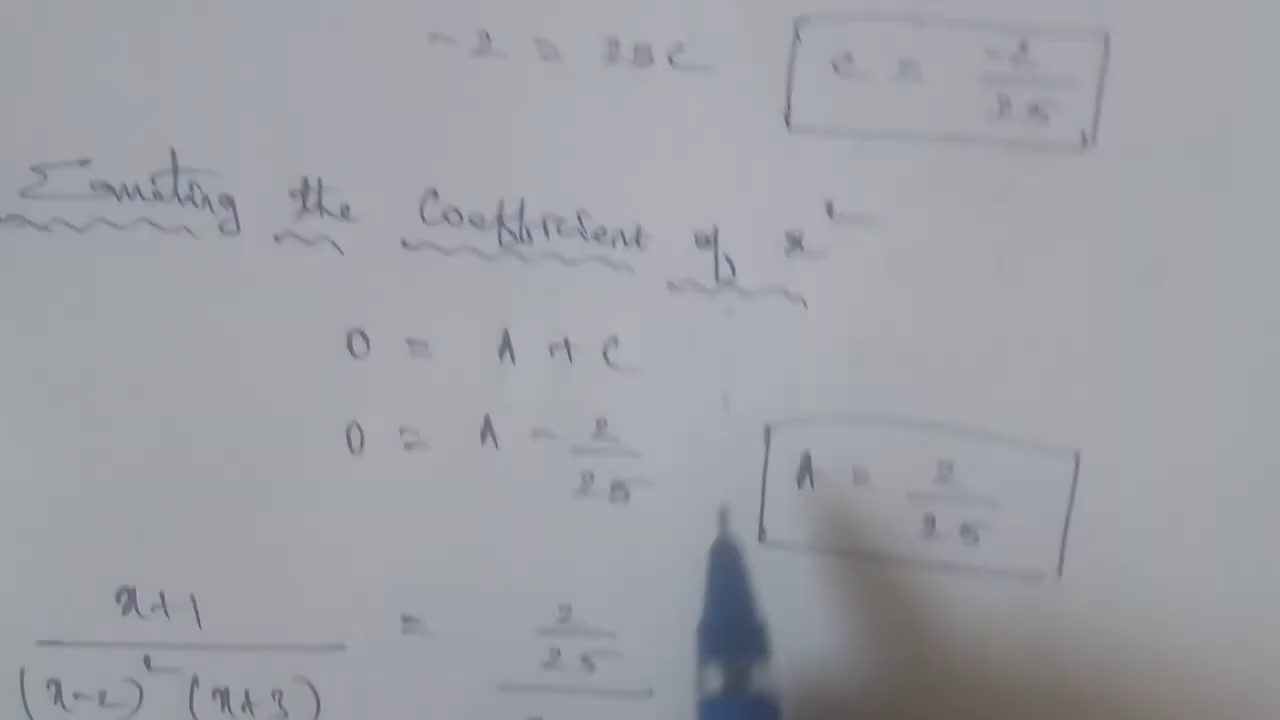 -2 = 25C   C = -2/25
Equating the Coefficient of x²
0 = A + C
0 = A - 2/25   A = 2/25
x+1 / (x-2)² (x+3) = 2/25